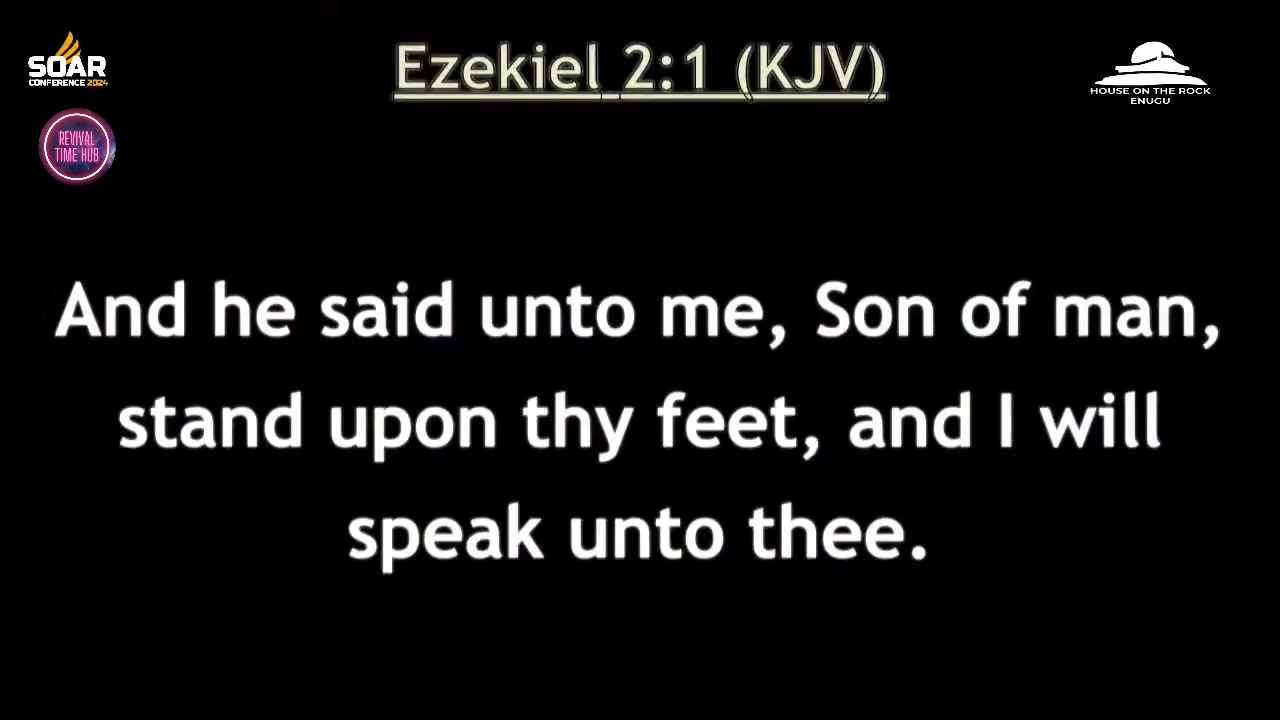 SOAR
CONFERENCE 2024
Ezekiel 2:1 (KJV)
HOUSE ON THE ROCK
ENUGU
REVIVAL
TIME HUB
And he said unto me, Son of man,
stand upon thy feet, and I will
speak unto thee.